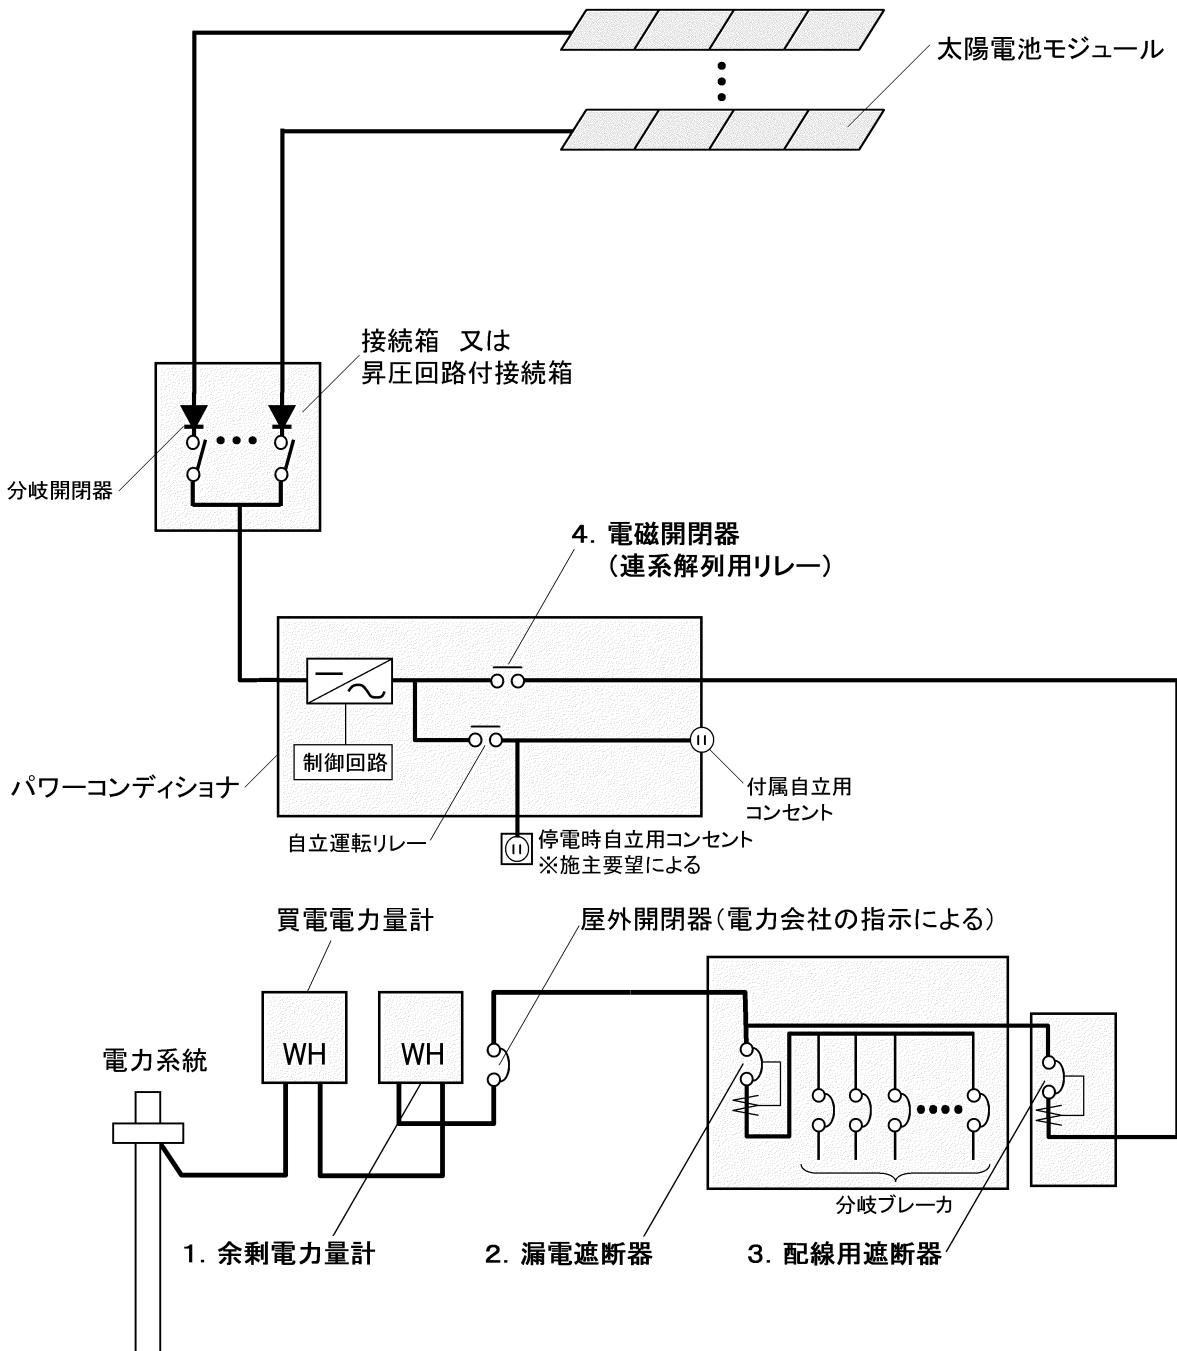 太陽電池モジュール
接続箱 又は
昇圧回路付接続箱
分岐開閉器
4. 電磁開閉器
（連系解列用リレー）
制御回路
パワーコンディショナ
付属自立用
コンセント
自立運転リレー
停電時自立用コンセント
※施主要望による
買電電力量計
屋外開閉器（電力会社の指示による）
WH
WH
電力系統
分岐ブレーカ
1. 余剰電力量計
2. 漏電遮断器
3. 配線用遮断器